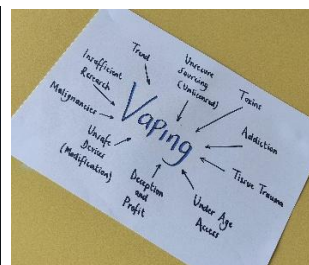 Trend
Insufficient
Research
Malignancies
Unsecure
Sourcing
(Unlicensed)
Toxins
Vaping
Addiction
Unsafe
Devices
(Modification)
Tissue Trauma
Deception
and
Profit
Under Age
Access